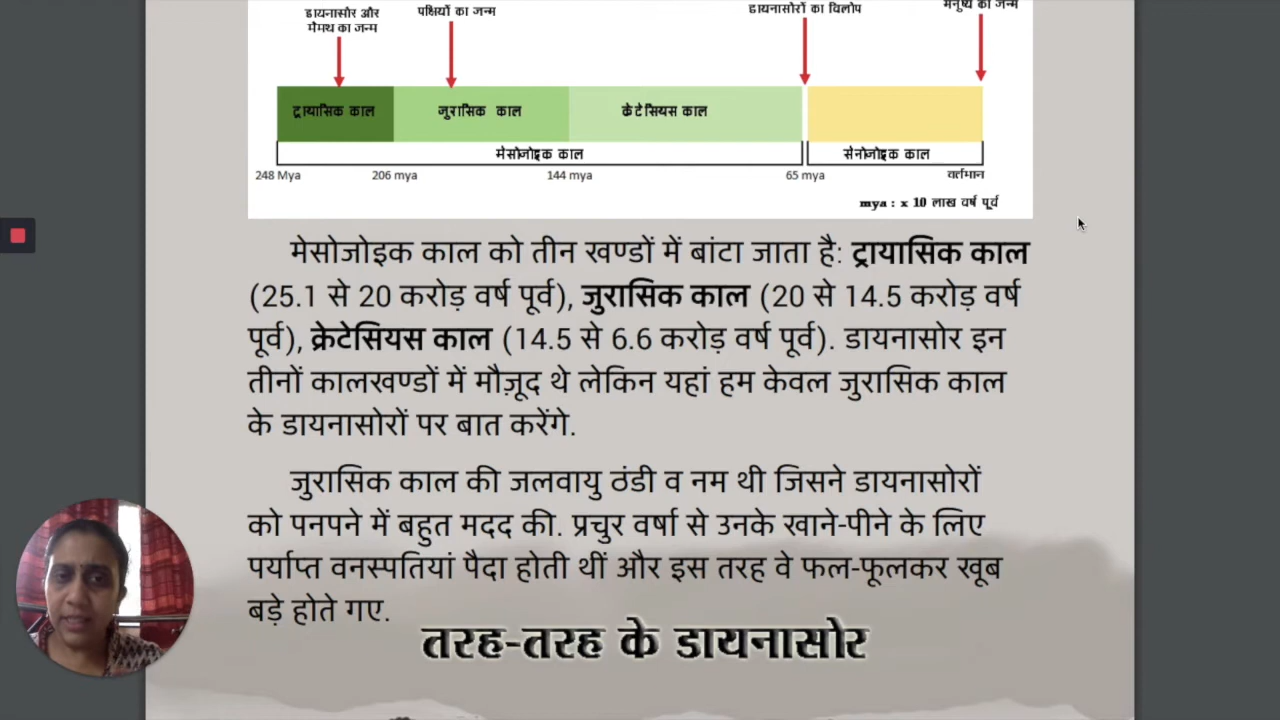 डायनासोर और
मैमथ का जन्म
पक्षियों का जन्म
डायनासोरों का विलोप
मनुष्य का जन्म
ट्रायासिक काल
जुरासिक काल
क्रेटेसियस काल
मेसोजोइक काल
सेनोजोइक काल
248 Mya
206 mya
144 mya
65 mya
वर्तमान
mya : x 10 लाख वर्ष पूर्व
मेसोजोइक काल को तीन खण्डों में बांटा जाता है: ट्रायासिक काल
(25.1 से 20 करोड़ वर्ष पूर्व), जुरासिक काल (20 से 14.5 करोड़ वर्ष
पूर्व), क्रेटेसियस काल (14.5 से 6.6 करोड़ वर्ष पूर्व). डायनासोर इन
तीनों कालखण्डों में मौज़ूद थे लेकिन यहां हम केवल जुरासिक काल
के डायनासोरों पर बात करेंगे.
जुरासिक काल की जलवायु ठंडी व नम थी जिसने डायनासोरों
को पनपने में बहुत मदद की. प्रचुर वर्षा से उनके खाने-पीने के लिए
पर्याप्त वनस्पतियां पैदा होती थीं और इस तरह वे फल-फूलकर खूब
बड़े होते गए.
तरह-तरह के डायनासोर